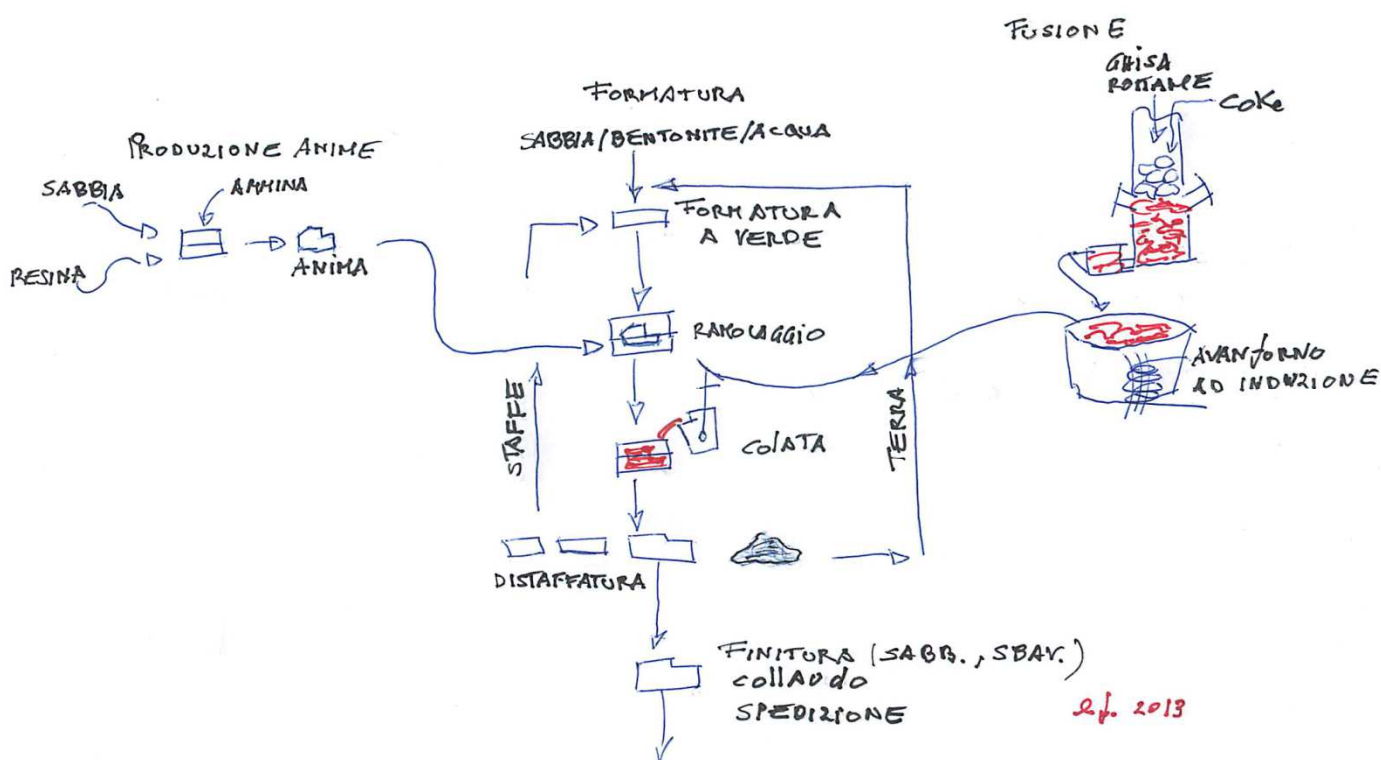 FUSIONE
GHISA
ROTTAME
COKE
FORMATURA
SABBIA/BENTONITE/ACQUA
PRODUZIONE ANIME
SABBIA
AMMINA
RESINA
ANIMA
FORMATURA
A VERDE
RAMOLAGGIO
STAFFE
TERRA
COLATA
AVANFORNO
AD INDUZIONE
DISTAFFATURA
FINITURA (SABB., SBAV.)
COLLAUDO
SPEDIZIONE
2013